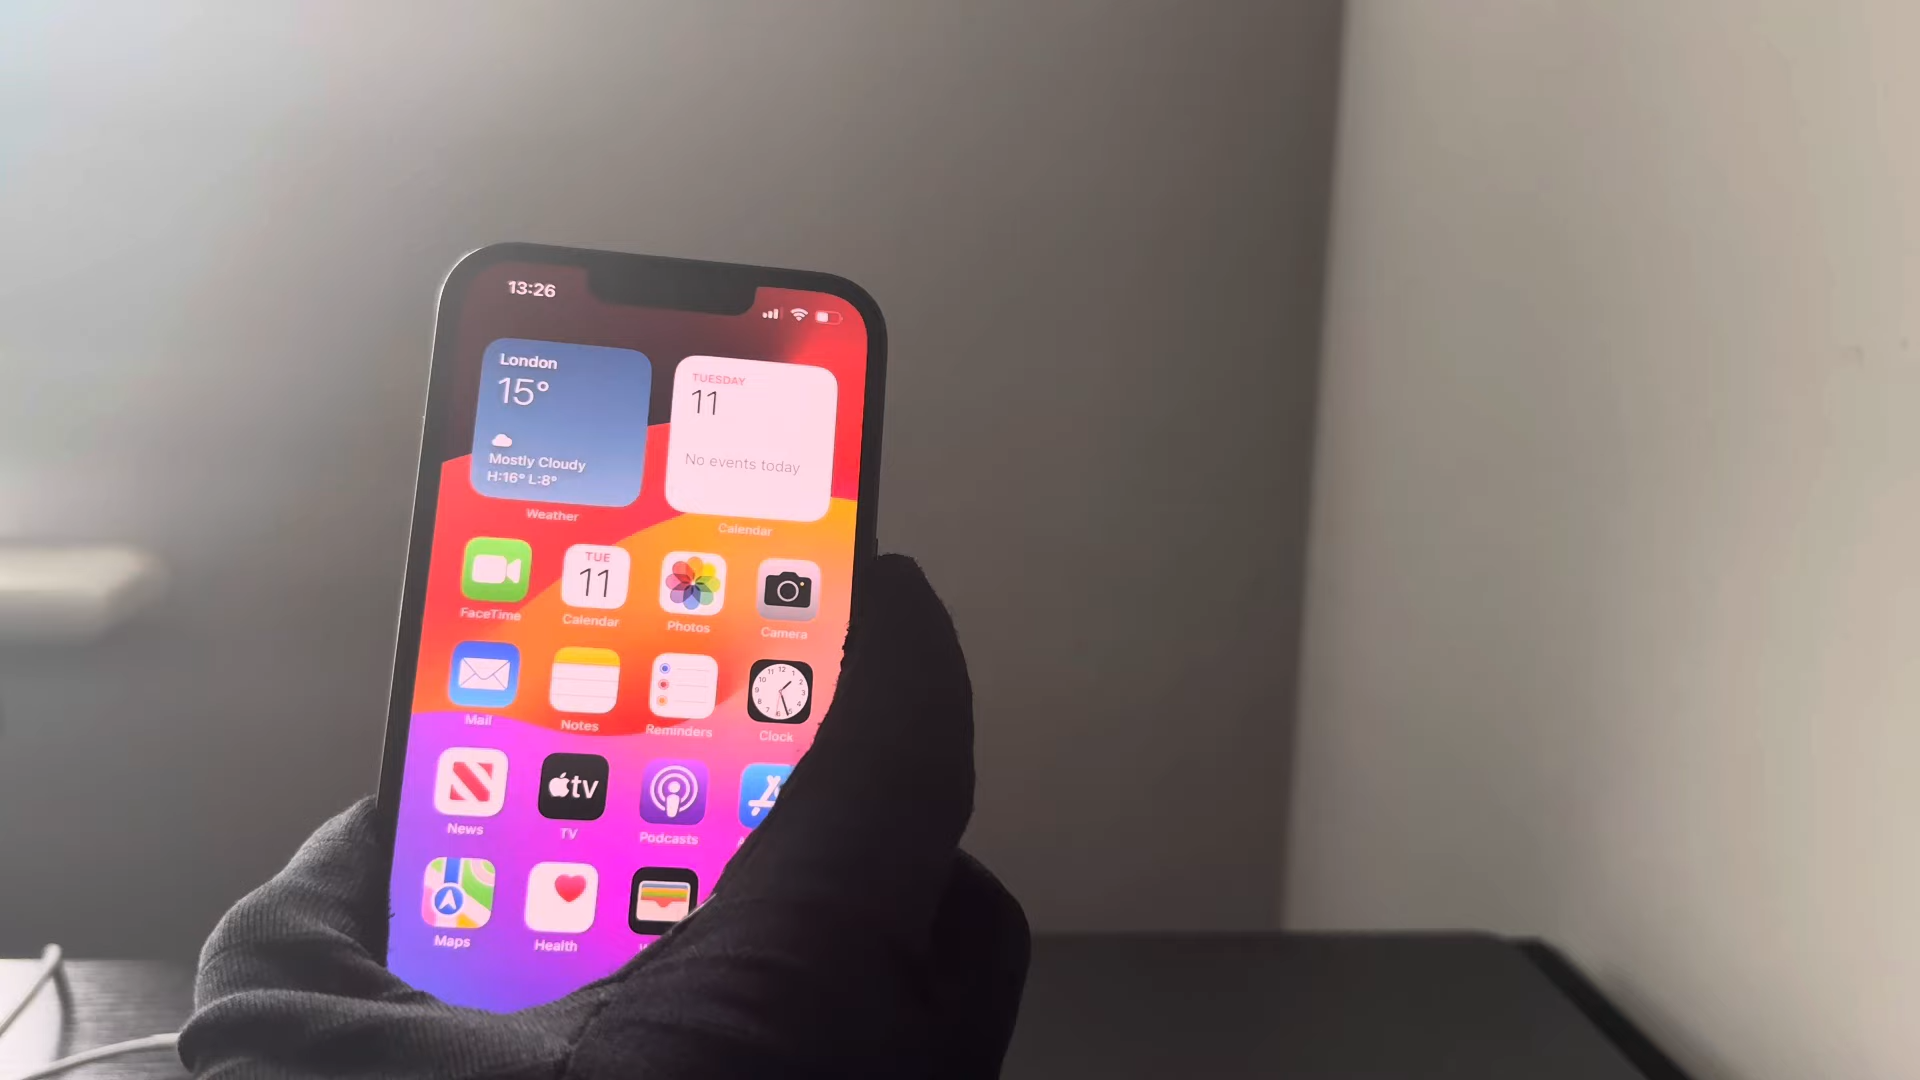 13:26
London
15°
Mostly Cloudy
H:16° L:8°
Weather
TUESDAY
11
No events today
Calendar
FaceTime
TUE
11
Calendar
Photos
Camera
Mail
Notes
Reminders
Clock
News
tv
TV
Podcasts
Maps
Health